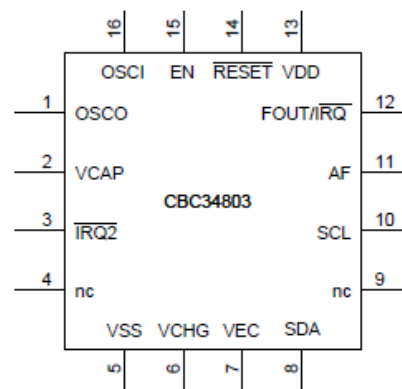 16 15 14 13
OSCI EN RESET VDD
1 OSCO FOUT/IRQ 12
2 VCAP AF 11
CBC34803
3 IRQ2 SCL 10
4 nc nc 9
VSS VCHG VEC SDA
5 6 7 8